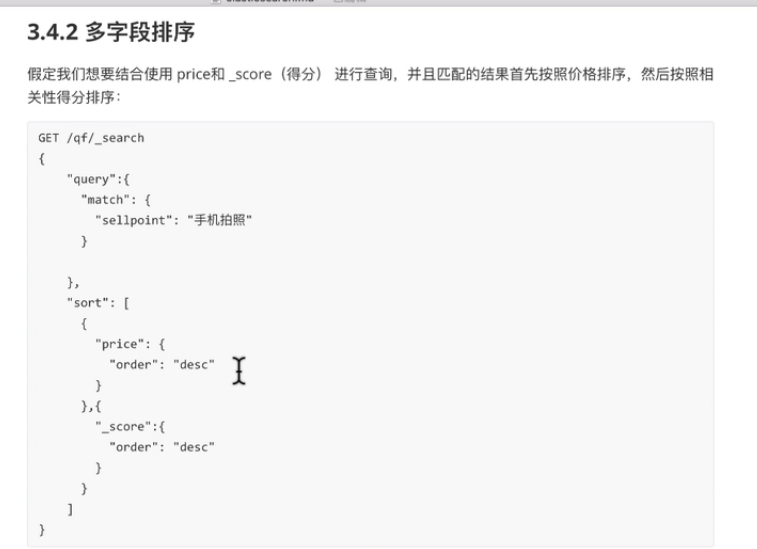 3.4.2 多字段排序
假定我们想要结合使用 price和 _score（得分） 进行查询，并且匹配的结果首先按照价格排序，然后按照相
关性得分排序：
GET /qf/_search
{
    "query":{
      "match": {
        "sellpoint": "手机拍照"
      }

    },
    "sort": [
      {
        "price": {
          "order": "desc"
        }
      },{
        "_score":{
          "order": "desc"
        }
      }
    ]
}